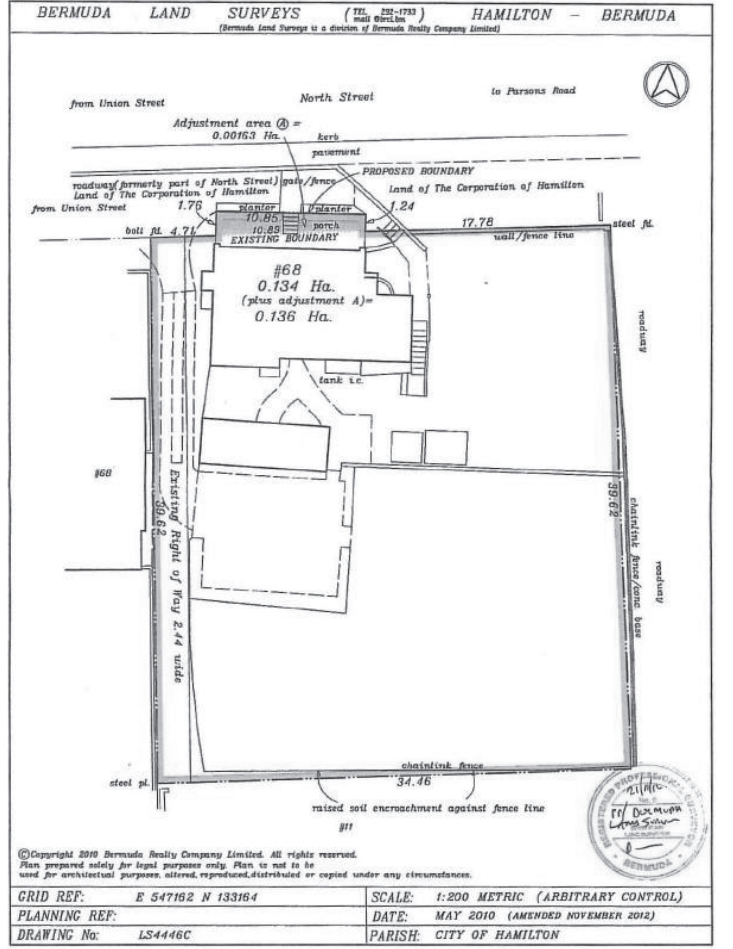 BERMUDA LAND SURVEYS (TEL 292-1793) HAMILTON - BERMUDA
(Bermuda Land Surveys is a division of Bermuda Realty Company Limited)
from Union Street
North Street
to Parsons Road
Adjustment area Ⓐ =
0.00163 Ha.
kerb
pavement
PROPOSED BOUNDARY
roadway(formerly part of North Street)
gate/fence
Land of The Corporation of Hamilton
Land of The Corporation of Hamilton
from Union Street
1.76
planter
planter
1.24
10.85
10.89
porch
17.78
steel fd.
bolt fd.
4.71
EXISTING BOUNDARY
wall/fence line
#68
0.134 Ha.
(plus adjustment A)=
0.136 Ha.
roadway
tank i.c.
#68
Existing Right of Way 2.44 wide
39.62
39.62
chainlink fence/conc base
roadway
chainlink fence
steel pl.
34.46
raised soil encroachment against fence line
#11
©Copyright 2010 Bermuda Realty Company Limited. All rights reserved.
Plan prepared solely for legal purposes only. Plan is not to be
used for architectual purposes, altered, reproduced, distributed or copied under any circumstances.
REGISTERED PROFESSIONAL SURVEYOR
BERMUDA
GRID REF: E 547162 N 133164
SCALE: 1:200 METRIC (ARBITRARY CONTROL)
PLANNING REF:
DATE: MAY 2010 (AMENDED NOVEMBER 2012)
DRAWING No: LS4446C
PARISH: CITY OF HAMILTON